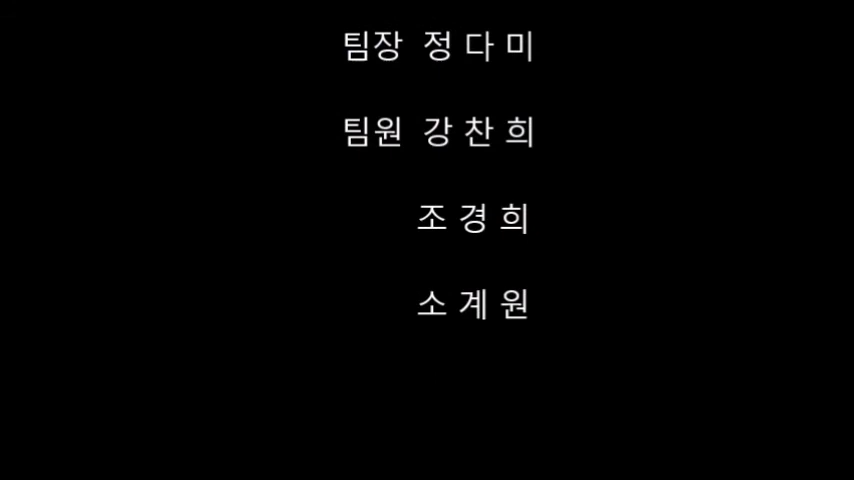 팀장 정 다 미
팀원 강 찬 희
조 경 희
소 계 원